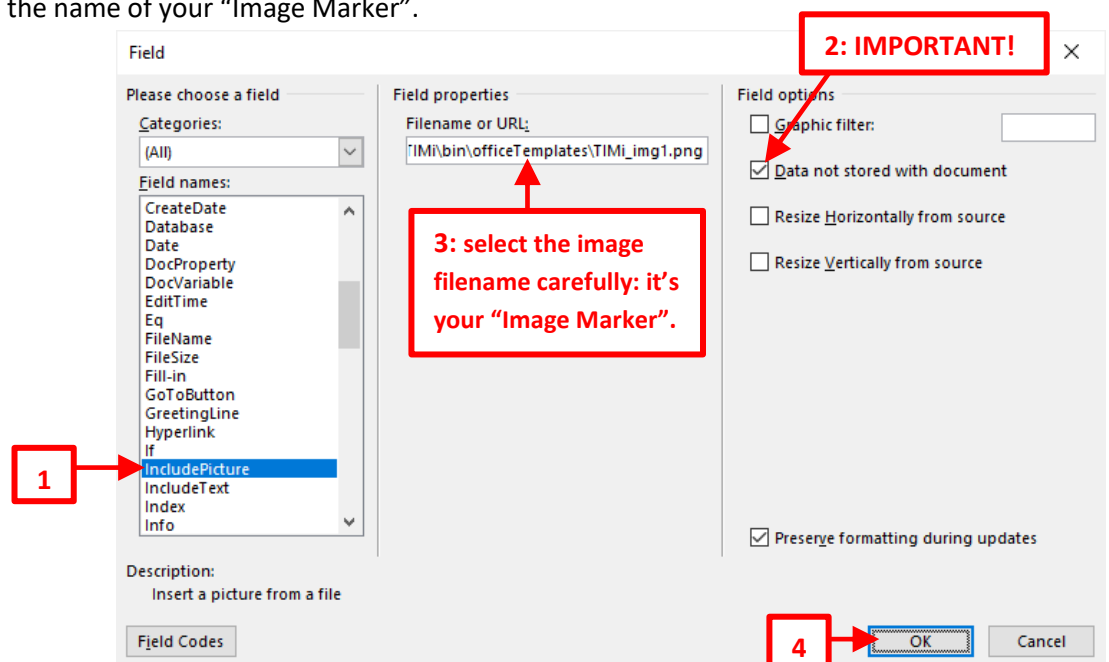 the name of your “Image Marker”.
2: IMPORTANT!
Field
Please choose a field
Categories:
(All)
Field names:
CreateDate
Database
Date
DocProperty
DocVariable
EditTime
Eq
FileName
FileSize
Fill-in
GoToButton
GreetingLine
Hyperlink
If
IncludePicture
IncludeText
Index
Info
1
Field properties
Filename or URL:
TIMi\bin\officeTemplates\TIMi_img1.png
3: select the image
filename carefully: it’s
your “Image Marker”.
Field options
Graphic filter:
Data not stored with document
Resize Horizontally from source
Resize Vertically from source
Preserve formatting during updates
Description:
Insert a picture from a file
Field Codes
4
OK
Cancel